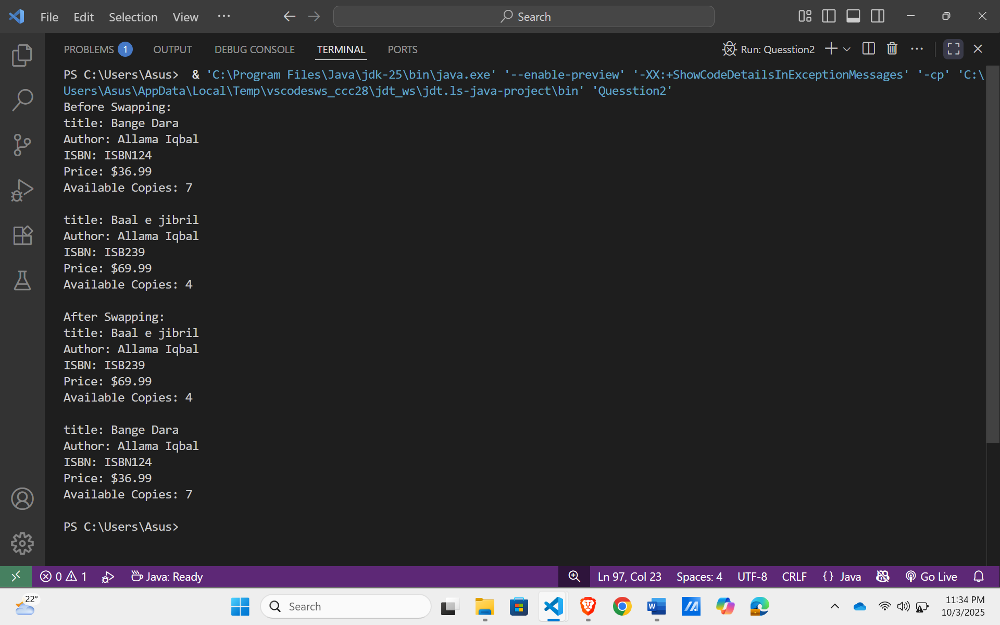 File Edit Selection View ··· Search
PROBLEMS 1 OUTPUT DEBUG CONSOLE TERMINAL PORTS Run: Quesstion2
PS C:\Users\Asus>  & 'C:\Program Files\Java\jdk-25\bin\java.exe' '--enable-preview' '-XX:+ShowCodeDetailsInExceptionMessages' '-cp' 'C:\
Users\Asus\AppData\Local\Temp\vscodesws_ccc28\jdt_ws\jdt.ls-java-project\bin' 'Quesstion2'
Before Swapping:
title: Bange Dara
Author: Allama Iqbal
ISBN: ISBN124
Price: $36.99
Available Copies: 7
title: Baal e jibril
Author: Allama Iqbal
ISBN: ISB239
Price: $69.99
Available Copies: 4
After Swapping:
title: Baal e jibril
Author: Allama Iqbal
ISBN: ISB239
Price: $69.99
Available Copies: 4
title: Bange Dara
Author: Allama Iqbal
ISBN: ISBN124
Price: $36.99
Available Copies: 7
PS C:\Users\Asus>
0 1 Java: Ready Ln 97, Col 23 Spaces: 4 UTF-8 CRLF {} Java Go Live
22° Search 11:34 PM
10/3/2025